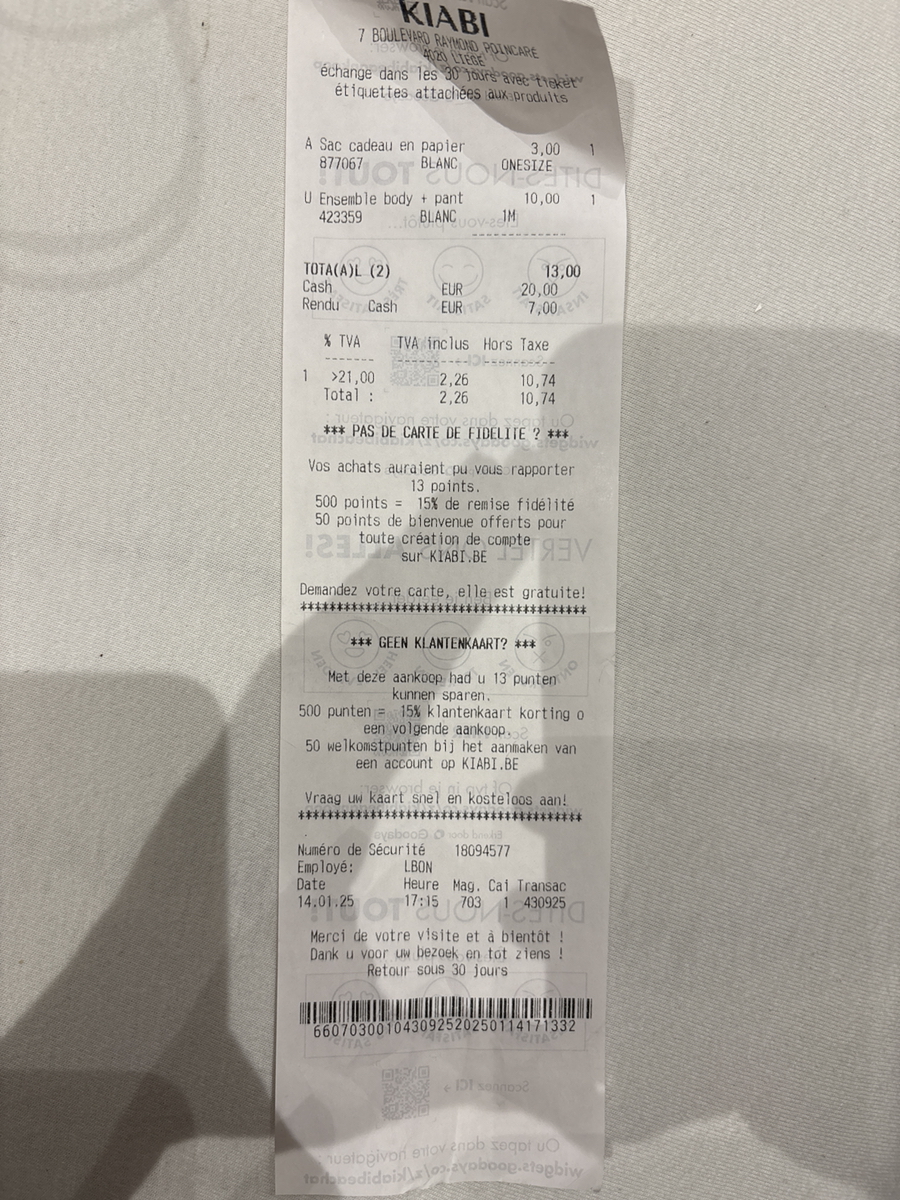 KIABI
7 BOULEVARD RAYMOND POINCARE
4020 LIEGE
échange dans les 30 jours avec ticket
étiquettes attachées aux produits
A Sac cadeau en papier 3,00 1
877067 BLANC ONESIZE
U Ensemble body + pant 10,00 1
423359 BLANC 1M
------------
TOTA(A)L (2) 13,00
Cash EUR 20,00
Rendu Cash EUR 7,00
% TVA TVA inclus Hors Taxe
------- --------------------
1 >21,00 2,26 10,74
Total : 2,26 10,74
*** PAS DE CARTE DE FIDELITE ? ***
Vos achats auraient pu vous rapporter
13 points.
500 points = 15% de remise fidélité
50 points de bienvenue offerts pour
toute création de compte
sur KIABI.BE
Demandez votre carte, elle est gratuite!
****************************************
*** GEEN KLANTENKAART? ***
Met deze aankoop had u 13 punten
kunnen sparen.
500 punten = 15% klantenkaart korting o
een volgende aankoop.
50 welkomstpunten bij het aanmaken van
een account op KIABI.BE
Vraag uw kaart snel en kosteloos aan!
****************************************
Numéro de Sécurité 18094577
Employé: LBON
Date Heure Mag. Cai Transac
14.01.25 17:15 703 1 430925
Merci de votre visite et à bientôt !
Dank u voor uw bezoek en tot ziens !
Retour sous 30 jours
6607030010430925202501141713​32